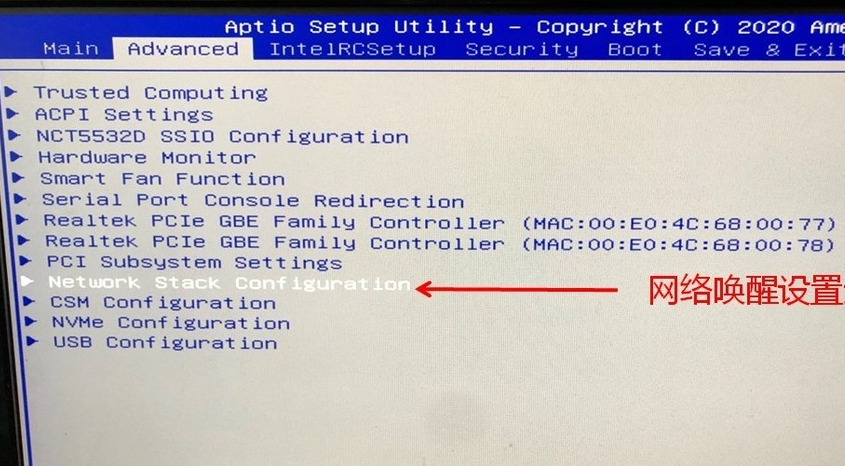 Aptio Setup Utility – Copyright (C) 2020 Ame
Main Advanced IntelRCSetup Security Boot Save & Exit
Trusted Computing
ACPI Settings
NCT5532D SSIO Configuration
Hardware Monitor
Smart Fan Function
Serial Port Console Redirection
Realtek PCIe GBE Family Controller (MAC:00:E0:4C:68:00:77)
Realtek PCIe GBE Family Controller (MAC:00:E0:4C:68:00:78)
PCI Subsystem Settings
Network Stack Configuration
网络唤醒设置
CSM Configuration
NVMe Configuration
USB Configuration